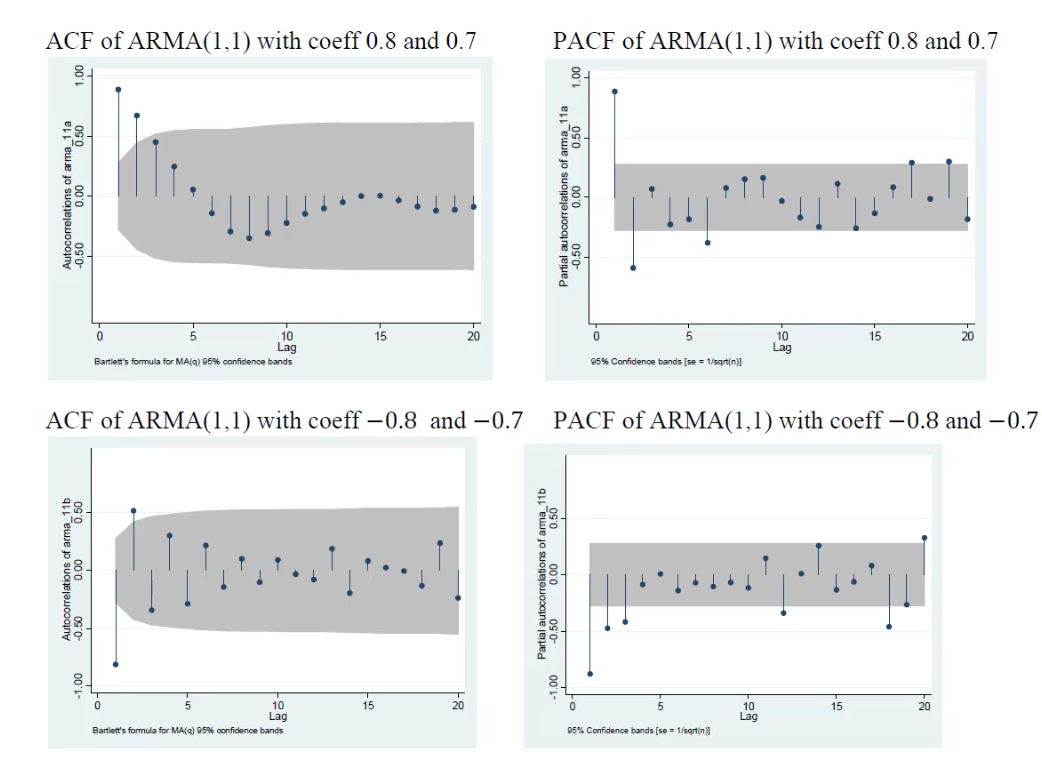 ACF of ARMA(1,1) with coeff 0.8 and 0.7
PACF of ARMA(1,1) with coeff 0.8 and 0.7
Autocorrelations of arma_11a
1.00
0.50
0.00
-0.50
0 5 10 15 20
Lag
Bartlett's formula for MA(q) 95% confidence bands
Partial autocorrelations of arma_11a
1.00
0.50
0.00
-0.50
0 5 10 15 20
Lag
95% Confidence bands [se = 1/sqrt(n)]
ACF of ARMA(1,1) with coeff −0.8 and −0.7
PACF of ARMA(1,1) with coeff −0.8 and −0.7
Autocorrelations of arma_11b
0.50
0.00
-0.50
-1.00
0 5 10 15 20
Lag
Bartlett's formula for MA(q) 95% confidence bands
Partial autocorrelations of arma_11b
0.50
0.00
-0.50
-1.00
0 5 10 15 20
Lag
95% Confidence bands [se = 1/sqrt(n)]